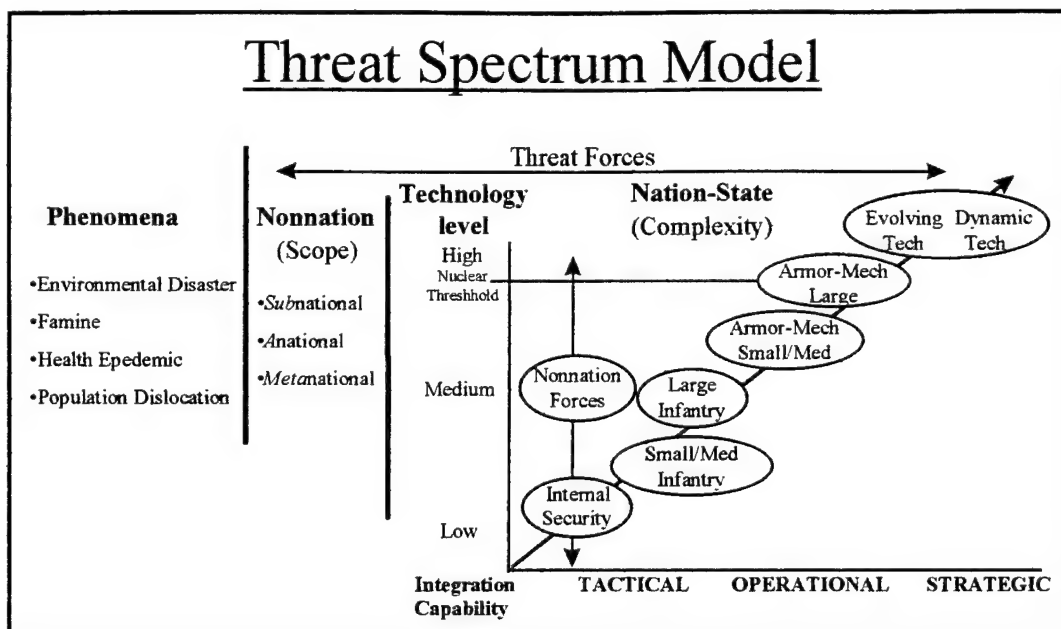 Threat Spectrum Model
Threat Forces
Phenomena
•Environmental Disaster
•Famine
•Health Epedemic
•Population Dislocation
Nonnation
(Scope)
•Subnational
•Anational
•Metanational
Technology
level
High
Nuclear
Threshhold
Medium
Low
Nation-State
(Complexity)
Evolving Dynamic
Tech Tech
Armor-Mech
Large
Armor-Mech
Small/Med
Nonnation
Forces
Large
Infantry
Small/Med
Infantry
Internal
Security
Integration
Capability
TACTICAL OPERATIONAL STRATEGIC